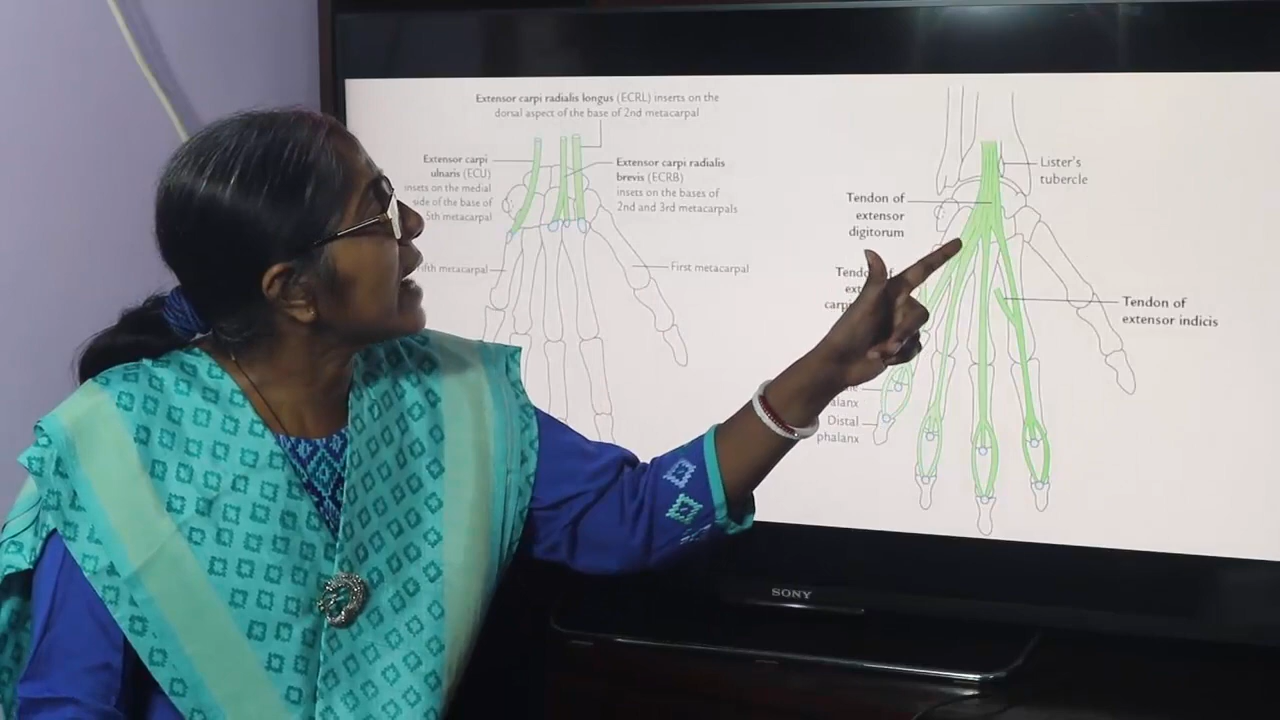 Extensor carpi radialis longus (ECRL) inserts on the
dorsal aspect of the base of 2nd metacarpal
Extensor carpi
ulnaris (ECU)
insets on the medial
side of the base of
5th metacarpal
Extensor carpi radialis
brevis (ECRB)
insets on the bases of
2nd and 3rd metacarpals
First metacarpal
metacarpal
Lister's
tubercle
Tendon of
extensor
digitorum
Tendon of
extensor indicis
Distal
phalanx
SONY